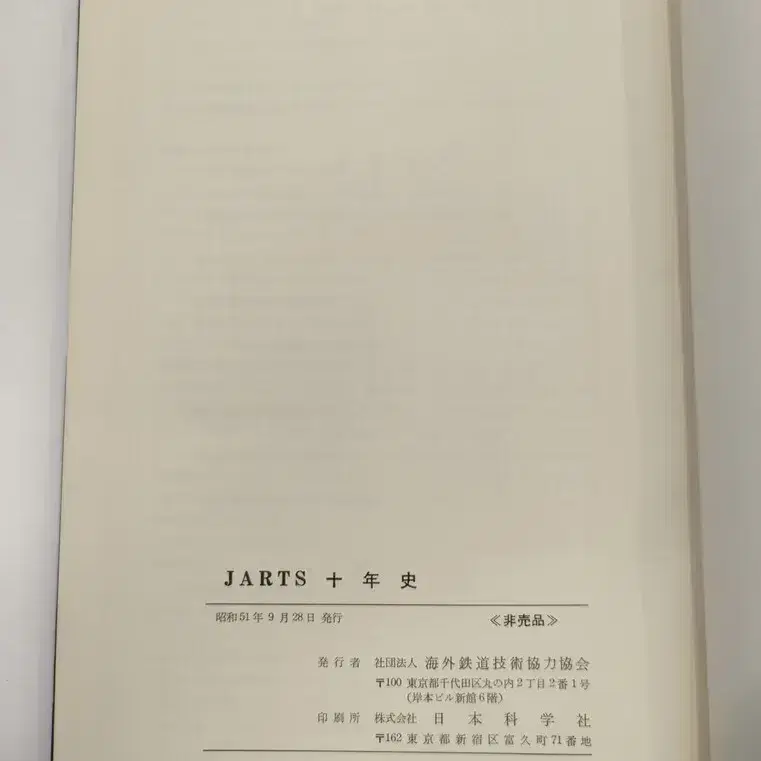 JARTS 十年史
昭和51年9月28日 発行 ≪非売品≫
発行者 社団法人 海外鉄道技術協力協会
〒100 東京都千代田区丸の内2丁目2番1号
(岸本ビル新館6階)
印刷所 株式会社 日本科学社
〒162 東京都新宿区富久町71番地